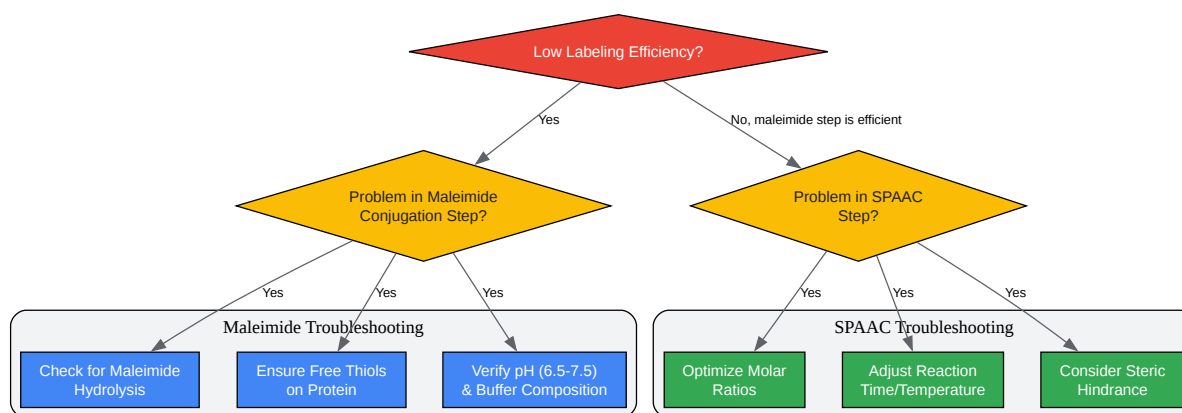 Low Labeling Efficiency?
Yes
No, maleimide step is efficient
Problem in Maleimide
Conjugation Step?
Problem in SPAAC
Step?
Yes
Yes
Yes
Yes
Yes
Yes
Maleimide Troubleshooting
SPAAC Troubleshooting
Check for Maleimide
Hydrolysis
Ensure Free Thiols
on Protein
Verify pH (6.5-7.5)
& Buffer Composition
Optimize Molar
Ratios
Adjust Reaction
Time/Temperature
Consider Steric
Hindrance